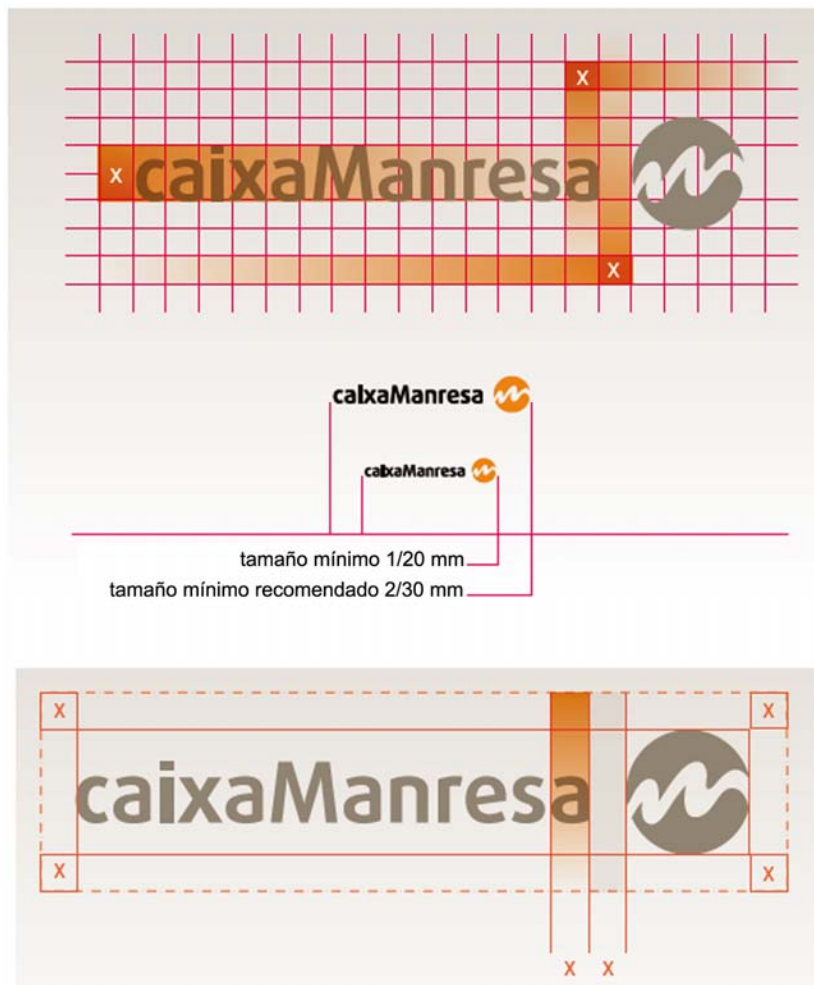 X
X caixaManresa
X
caixaManresa
caixaManresa
tamaño mínimo 1/20 mm
tamaño mínimo recomendado 2/30 mm
X X
caixaManresa
X X
X X